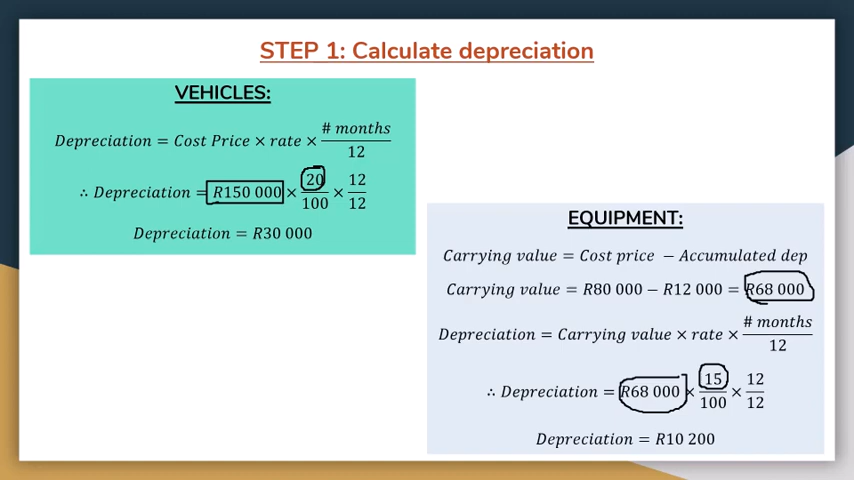 STEP 1: Calculate depreciation
VEHICLES:
Depreciation = Cost Price × rate × # months / 12
∴ Depreciation = R150 000 × 20/100 × 12/12
Depreciation = R30 000
EQUIPMENT:
Carrying value = Cost price − Accumulated dep
Carrying value = R80 000 − R12 000 = R68 000
Depreciation = Carrying value × rate × # months / 12
∴ Depreciation = R68 000 × 15/100 × 12/12
Depreciation = R10 200